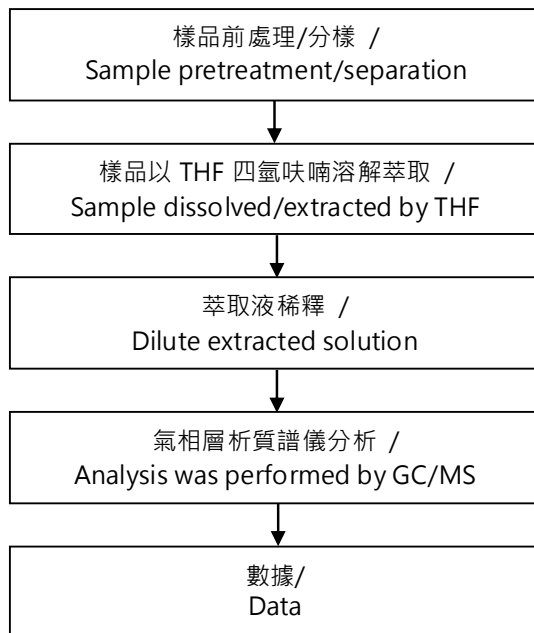 樣品前處理/分樣 /
Sample pretreatment/separation
樣品以 THF 四氫呋喃溶解萃取 /
Sample dissolved/extracted by THF
萃取液稀釋 /
Dilute extracted solution
氣相層析質譜儀分析 /
Analysis was performed by GC/MS
數據/
Data